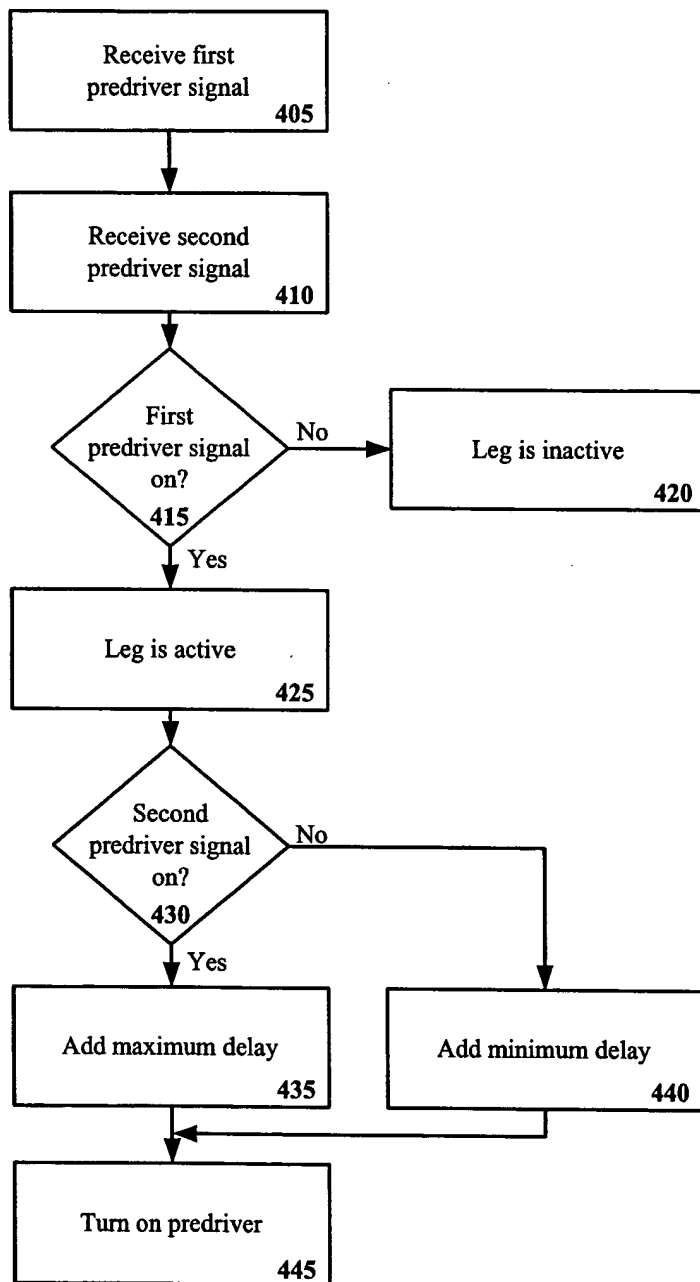 Receive first
predriver signal
405
Receive second
predriver signal
410
First
predriver signal
on?
415
No
Leg is inactive
420
Yes
Leg is active
425
Second
predriver signal
on?
430
No
Yes
Add maximum delay
435
Add minimum delay
440
Turn on predriver
445